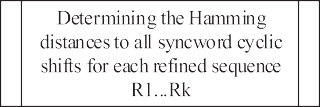 Determining the Hamming
distances to all syncword cyclic
shifts for each refined sequence
R1...Rk